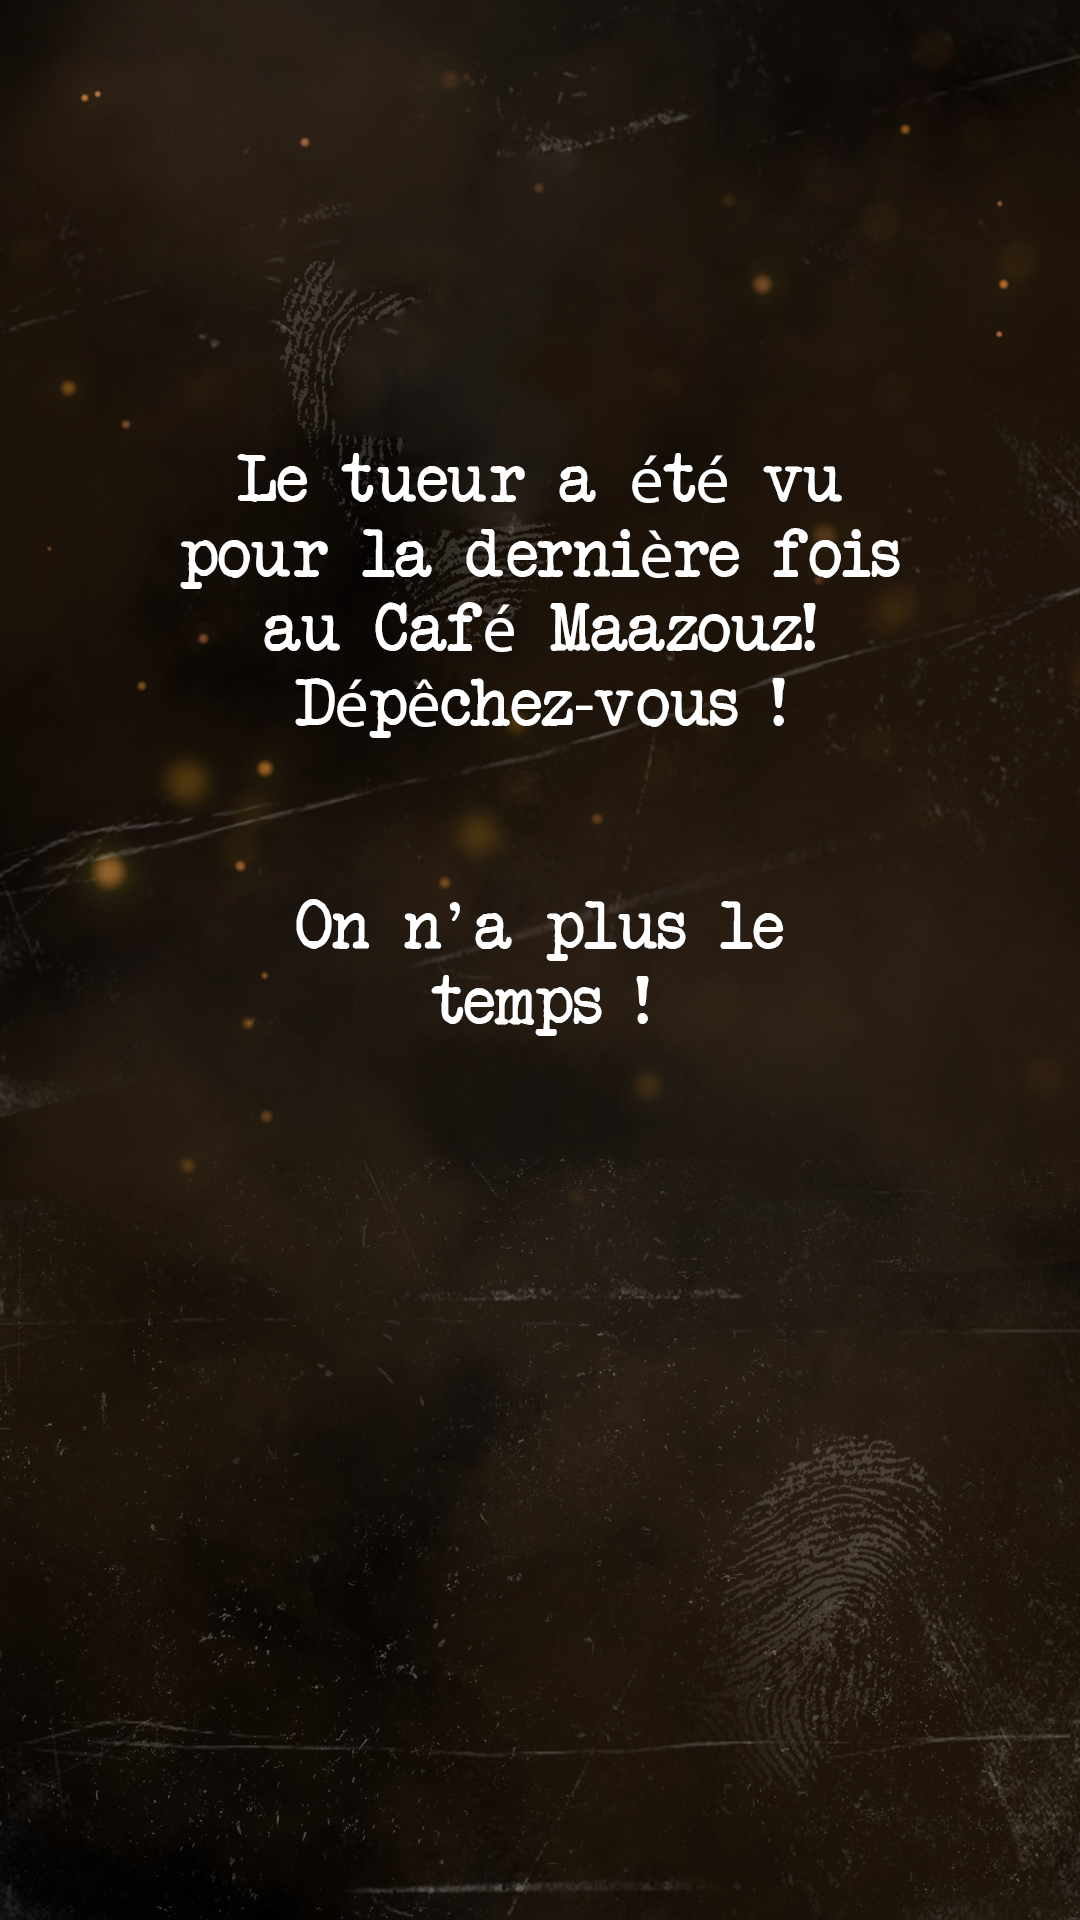 Le tueur a été vu
pour la dernière fois
au Café Maazouz!
Dépêchez-vous !
On n’a plus le
temps !